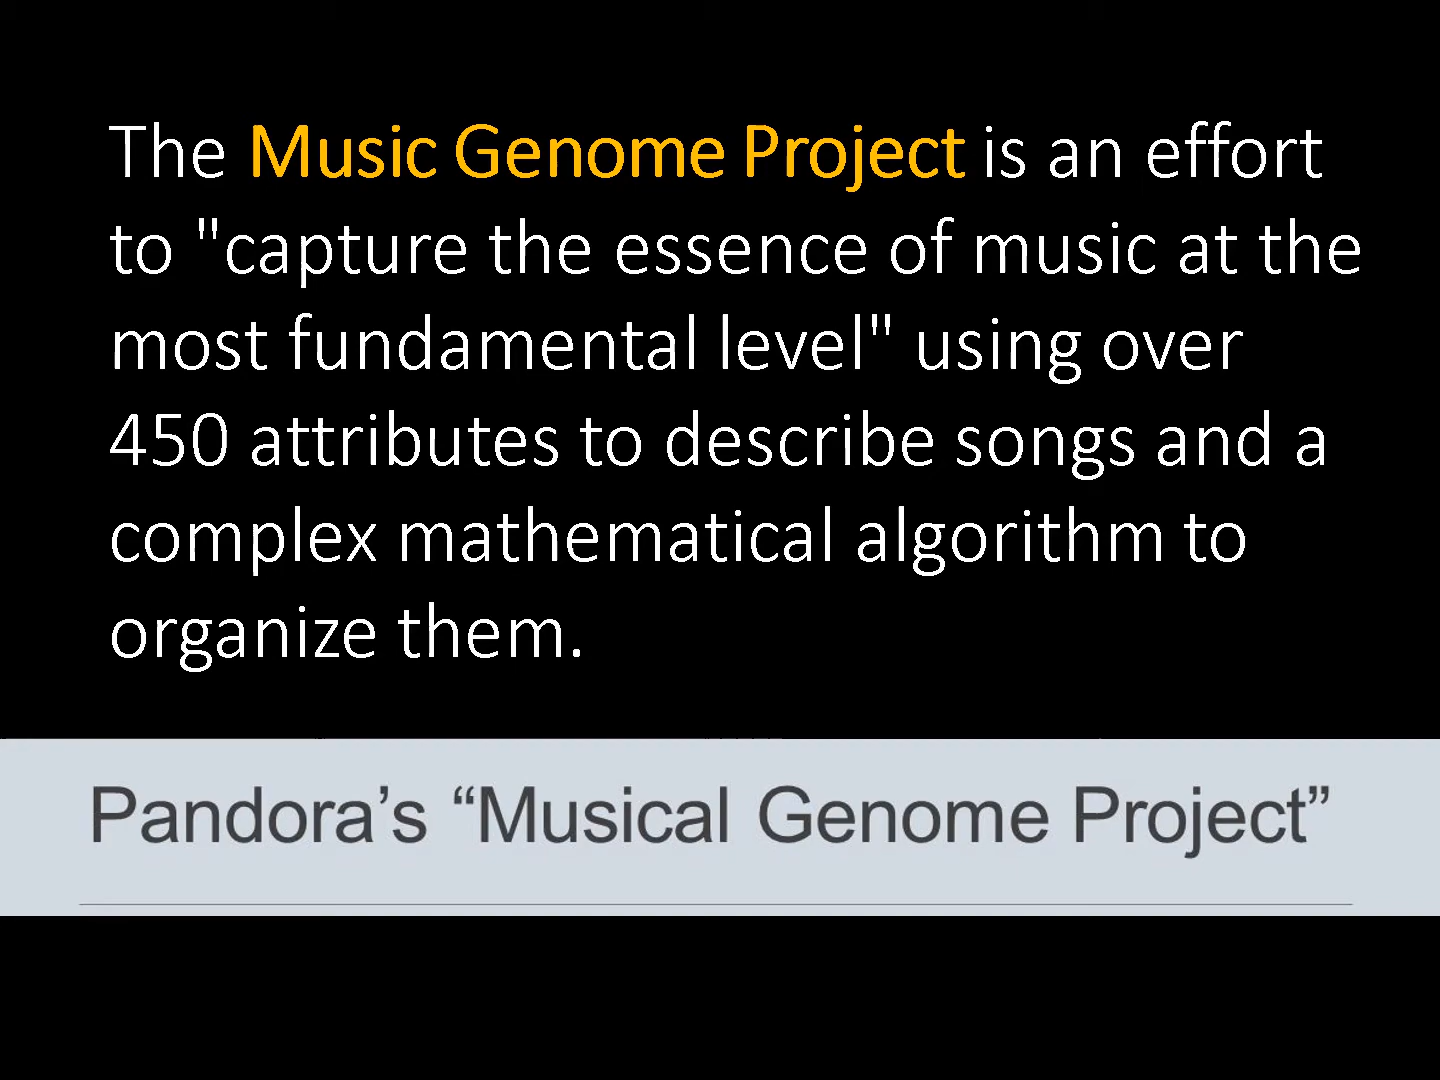 The Music Genome Project is an effort
to "capture the essence of music at the
most fundamental level" using over
450 attributes to describe songs and a
complex mathematical algorithm to
organize them.
Pandora’s “Musical Genome Project”